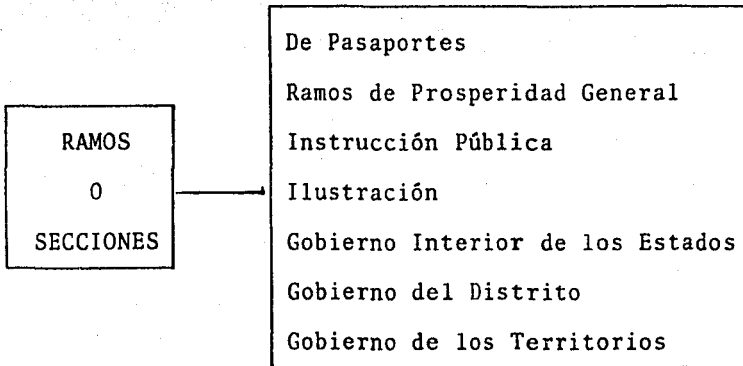 RAMOS
O
SECCIONES
De Pasaportes
Ramos de Prosperidad General
Instrucción Pública
Ilustración
Gobierno Interior de los Estados
Gobierno del Distrito
Gobierno de los Territorios